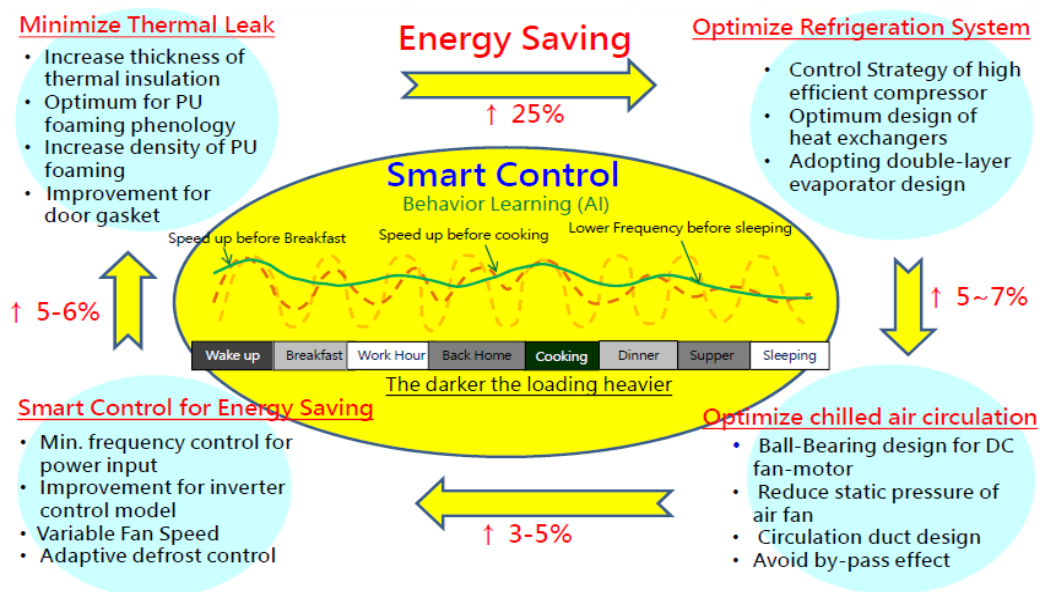 Minimize Thermal Leak
• Increase thickness of
thermal insulation
• Optimum for PU
foaming phenology
• Increase density of PU
foaming
• Improvement for
door gasket
Energy Saving
↑ 25%
Optimize Refrigeration System
• Control Strategy of high
efficient compressor
• Optimum design of
heat exchangers
• Adopting double-layer
evaporator design
Smart Control
Behavior Learning (AI)
Speed up before Breakfast
Speed up before cooking
Lower Frequency before sleeping
↑ 5-6%
↑ 5~7%
Wake up Breakfast Work Hour Back Home Cooking Dinner Supper Sleeping
The darker the loading heavier
Smart Control for Energy Saving
• Min. frequency control for
power input
• Improvement for inverter
control model
• Variable Fan Speed
• Adaptive defrost control
↑ 3-5%
Optimize chilled air circulation
• Ball-Bearing design for DC
fan-motor
• Reduce static pressure of
air fan
• Circulation duct design
• Avoid by-pass effect